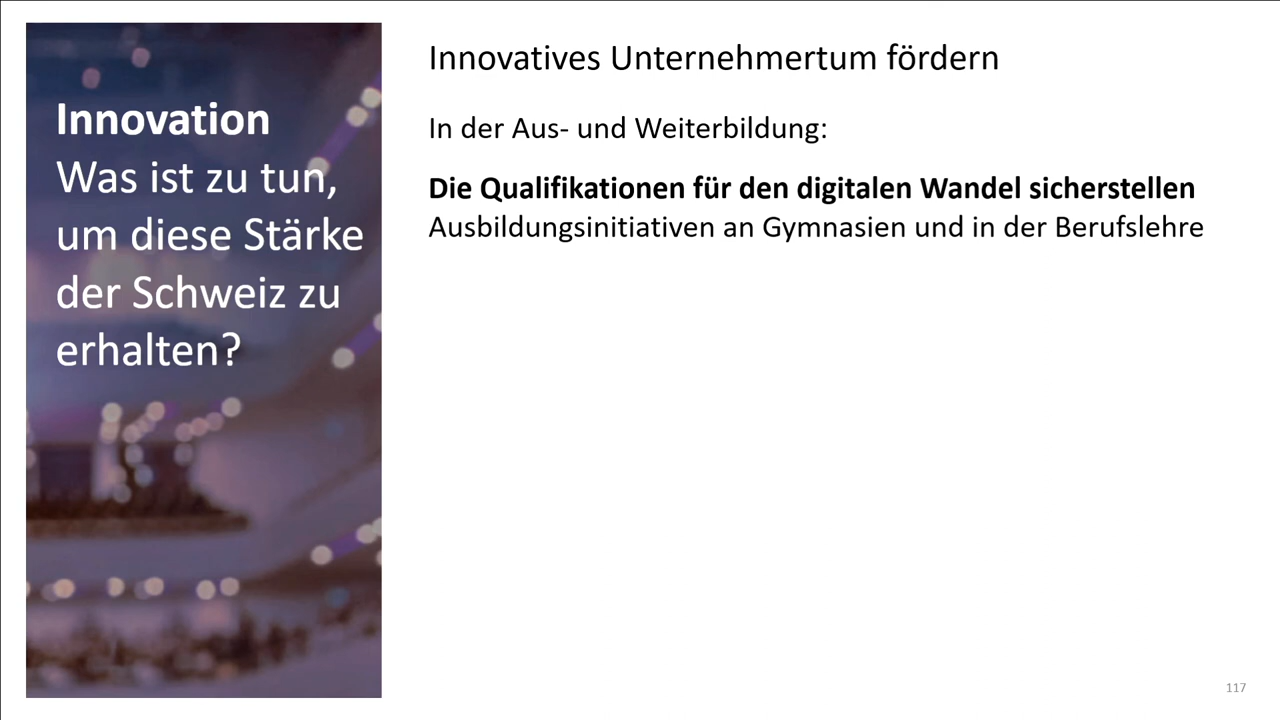 Innovation
Was ist zu tun,
um diese Stärke
der Schweiz zu
erhalten?
Innovatives Unternehmertum fördern
In der Aus- und Weiterbildung:
Die Qualifikationen für den digitalen Wandel sicherstellen
Ausbildungsinitiativen an Gymnasien und in der Berufslehre
117